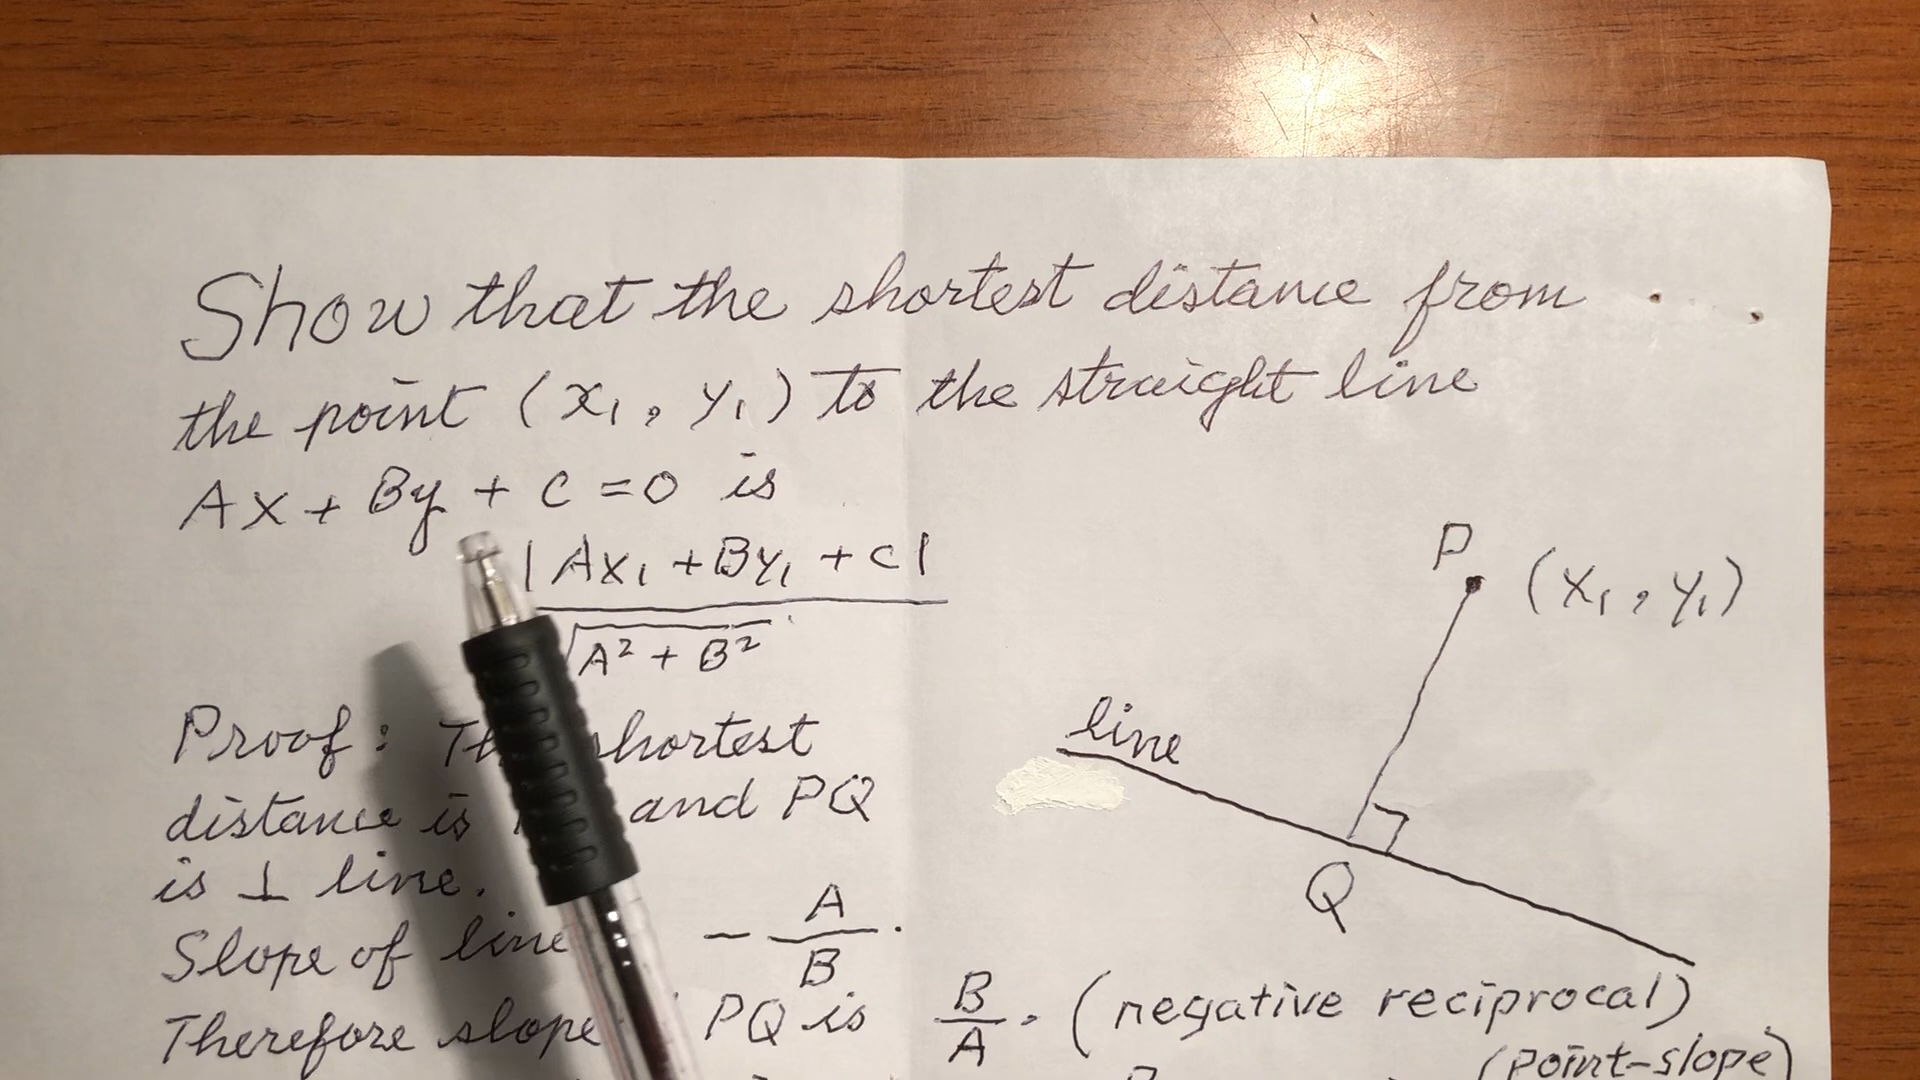 Show that the shortest distance from
the point (x₁, y₁) to the straight line
Ax + By + C = 0 is
|Ax₁ + By₁ + C|
√A² + B²
P (x₁, y₁)
line
Q
Proof: shortest
distance is and PQ
is ⊥ line.
Slope of line - A/B.
Therefore slope PQ is B/A. (negative reciprocal)
(point-slope)